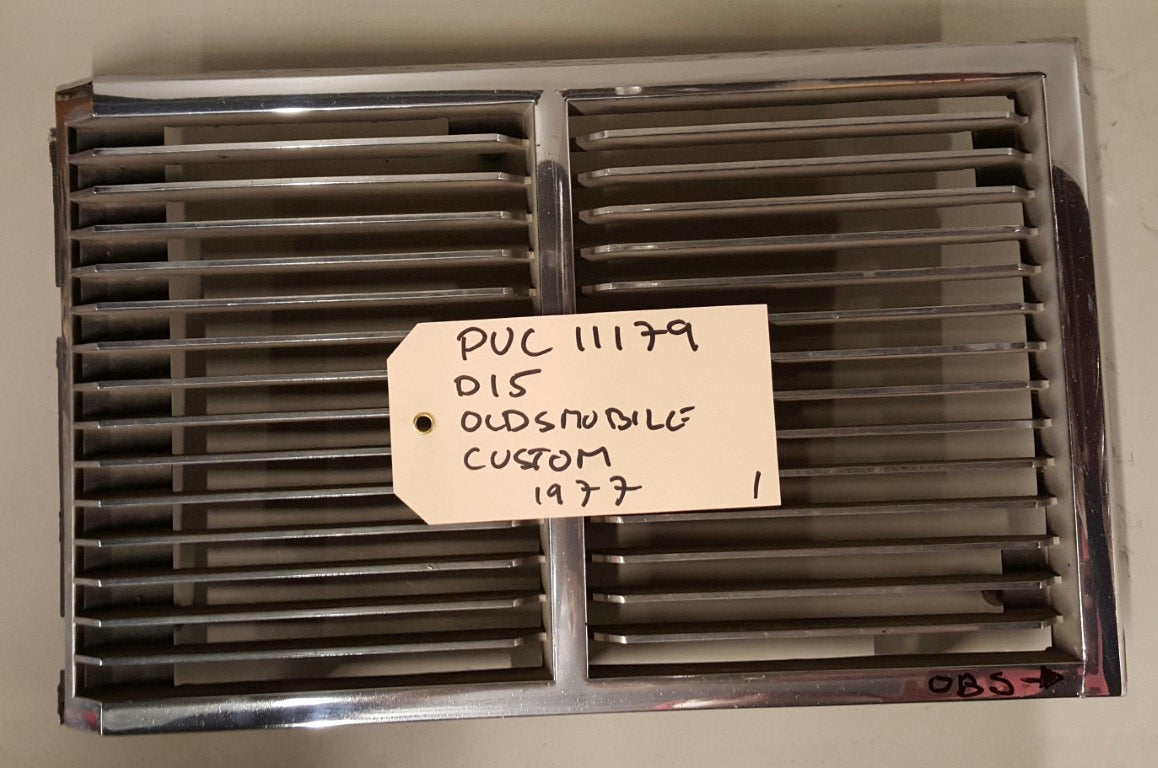 PUC 11179
D15
OLDSMOBILE
CUSTOM
1977 1
OBS→